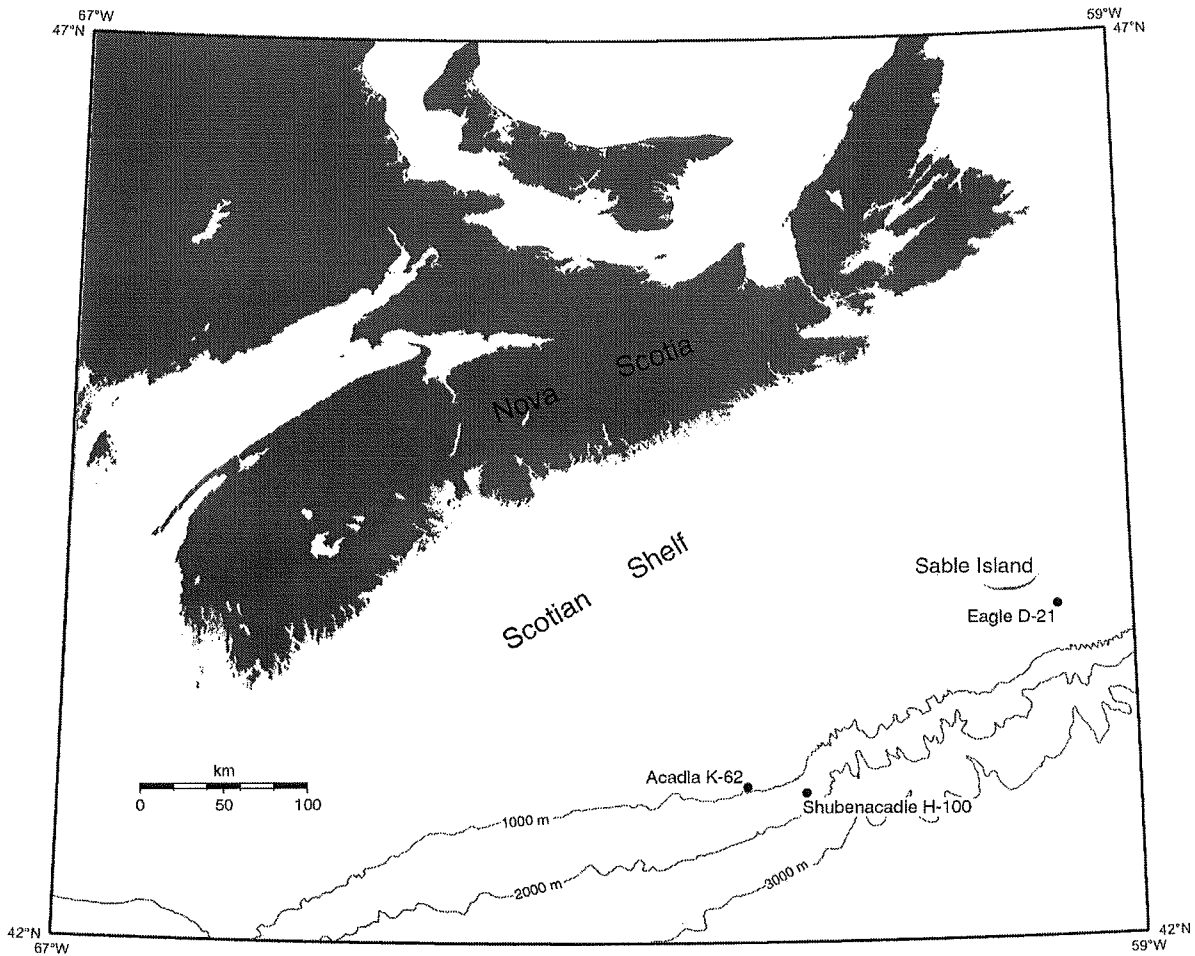 67°W
59°W
47°N
47°N
Nova Scotia
Sable Island
Eagle D-21
Scotian Shelf
km
0 50 100
Acadia K-62
Shubenacadie H-100
1000 m
2000 m
3000 m
42°N
42°N
67°W
59°W